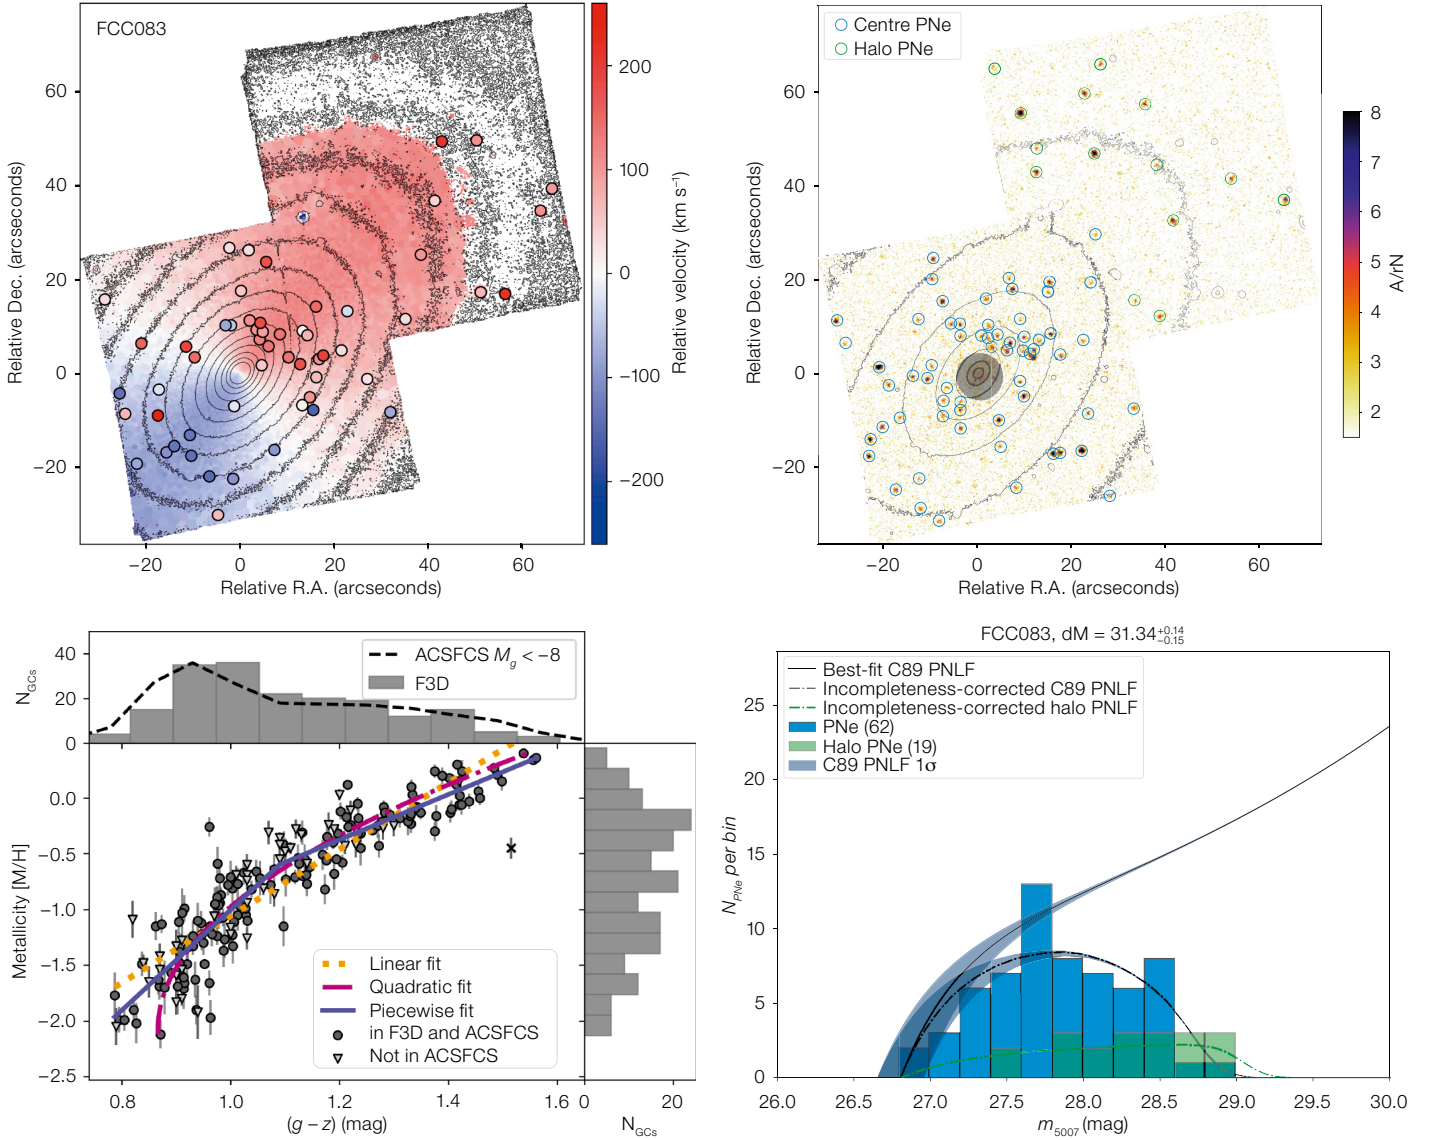 FCC083
60
40
20
0
−20
Relative Dec. (arcseconds)
−20 0 20 40 60
Relative R.A. (arcseconds)
200
100
0
−100
−200
Relative velocity (km s⁻¹)
Centre PNe
Halo PNe
60
40
20
0
−20
Relative Dec. (arcseconds)
−20 0 20 40 60
Relative R.A. (arcseconds)
8
7
6
5
4
3
2
A/rN
40
20
0
N_GCs
ACSFCS M_g < −8
F3D
0.0
−0.5
−1.0
−1.5
−2.0
−2.5
Metallicity [M/H]
Linear fit
Quadratic fit
Piecewise fit
in F3D and ACSFCS
Not in ACSFCS
0.8 1.0 1.2 1.4 1.6
(g − z) (mag)
0 20
N_GCs
FCC083, dM = 31.34 +0.14 −0.15
Best-fit C89 PNLF
Incompleteness-corrected C89 PNLF
Incompleteness-corrected halo PNLF
PNe (62)
Halo PNe (19)
C89 PNLF 1σ
25
20
15
10
5
0
N_PNe per bin
26.0 26.5 27.0 27.5 28.0 28.5 29.0 29.5 30.0
m_5007 (mag)